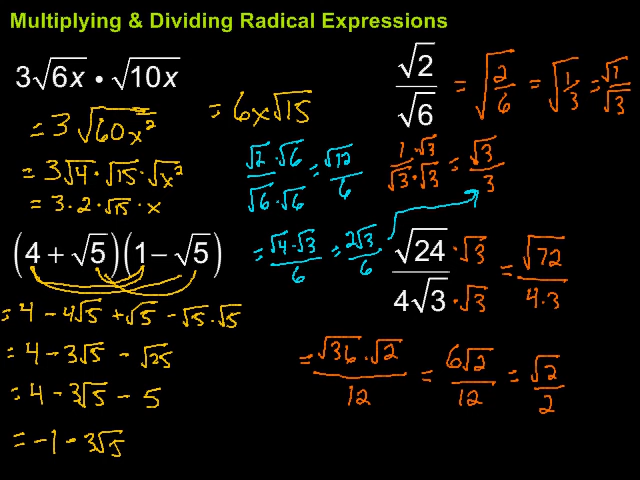 Multiplying & Dividing Radical Expressions
3√6x • √10x
= 3√60x²
= 3√4 · √15 · √x²
= 3 · 2 · √15 · x
= 6x√15
(4 + √5)(1 − √5)
= 4 − 4√5 + √5 − √5 · √5
= 4 − 3√5 − √25
= 4 − 3√5 − 5
= −1 − 3√5
√2/√6 = √(2/6) = √(1/3) = √1/√3
(1 · √3)/(√3 · √3) = √3/3
(√2 · √6)/(√6 · √6) = √12/6
= (√4 · √3)/6 = 2√3/6
√24/(4√3) · √3/√3 = √72/(4 · 3)
= (√36 · √2)/12 = 6√2/12 = √2/2